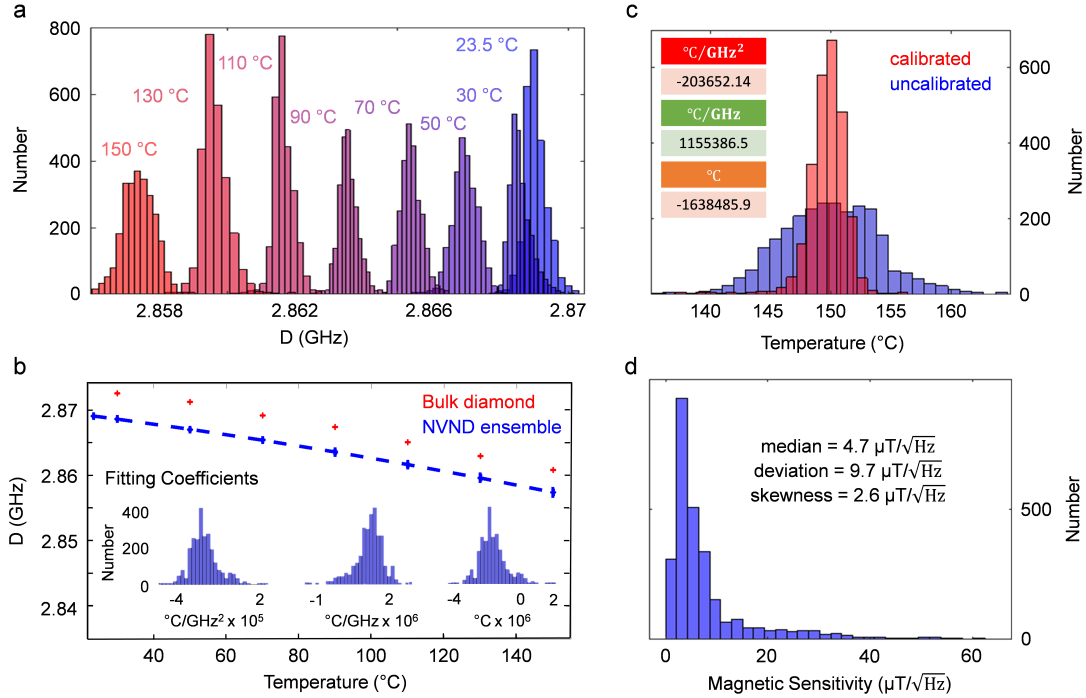 a
800
600
400
200
0
Number
150 °C
130 °C
110 °C
90 °C
70 °C
50 °C
30 °C
23.5 °C
2.858
2.862
2.866
2.87
D (GHz)
b
2.87
2.86
2.85
2.84
D (GHz)
Bulk diamond
NVND ensemble
Fitting Coefficients
400
200
0
Number
-4
2
°C/GHz² x 10⁵
-1
2
°C/GHz x 10⁶
-4
0
2
°C x 10⁶
40
60
80
100
120
140
Temperature (°C)
c
°C/GHz²
-203652.14
°C/GHz
1155386.5
°C
-1638485.9
calibrated
uncalibrated
600
400
200
0
Number
140
145
150
155
160
Temperature (°C)
d
median = 4.7 µT/√Hz
deviation = 9.7 µT/√Hz
skewness = 2.6 µT/√Hz
500
0
Number
0
20
40
60
Magnetic Sensitivity (µT/√Hz)